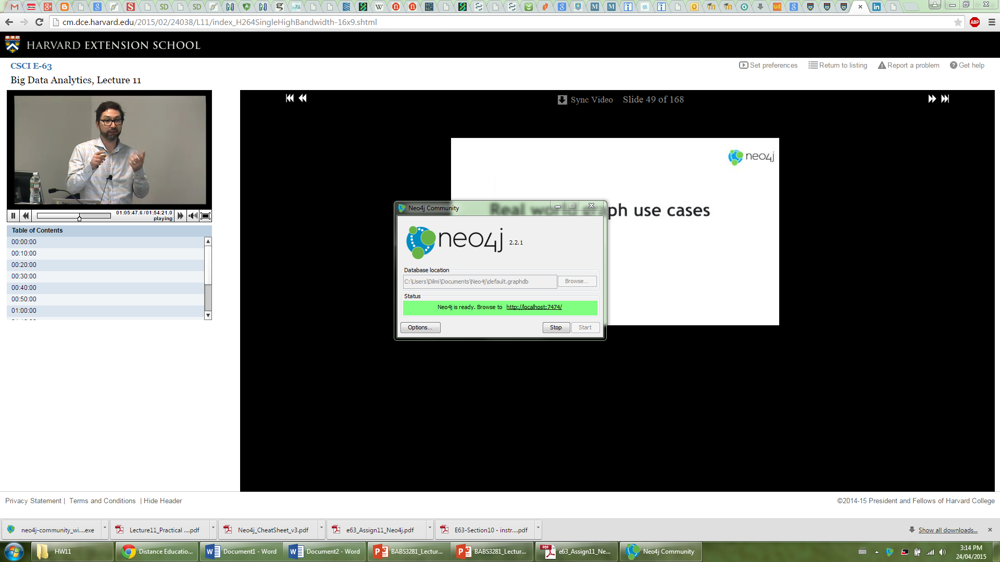 cm.dce.harvard.edu/2015/02/24038/L11/index_H264SingleHighBandwidth-16x9.shtml
ABP
HARVARD EXTENSION SCHOOL
CSCI E-63
Set preferences
Return to listing
Report a problem
Get help
Big Data Analytics, Lecture 11
Sync Video
Slide 49 of 168
neo4j
Real world graph use cases
01:05:47.6 / 01:54:21.0
playing
Table of Contents
00:00:00
00:10:00
00:20:00
00:30:00
00:40:00
00:50:00
01:00:00
Neo4j Community
neo4j 2.2.1
Database location
C:\Users\Dilmi\Documents\Neo4j\default.graphdb
Browse...
Status
Neo4j is ready. Browse to http://localhost:7474/
Options...
Stop
Start
Privacy Statement | Terms and Conditions | Hide Header
©2014-15 President and Fellows of Harvard College
neo4j-community_wi....exe
Lecture11_Practical ....pdf
Neo4j_CheatSheet_v3.pdf
e63_Assign11_Neo4j.pdf
E63-Section10 - instr....pdf
Show all downloads...
HW11
Distance Educatio...
Document1 - Word
Document2 - Word
BABS3281_Lectur...
BABS3281_Lectur...
e63_Assign11_Ne...
Neo4j Community
3:14 PM
24/04/2015